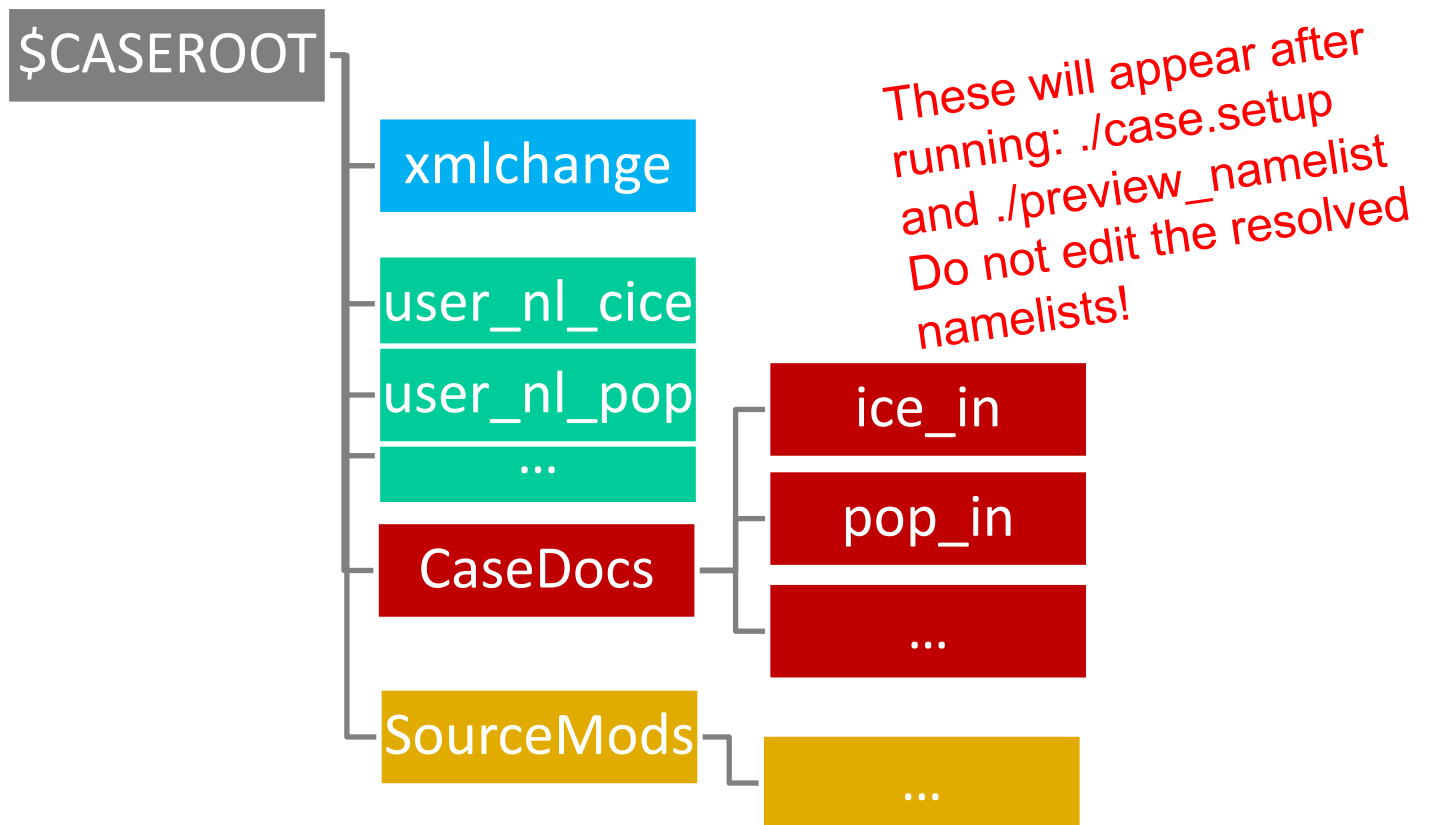 $CASEROOT
These will appear after
running: ./case.setup
and ./preview_namelist
Do not edit the resolved
namelists!
xmlchange
user_nl_cice
user_nl_pop
...
CaseDocs
ice_in
pop_in
...
SourceMods
...